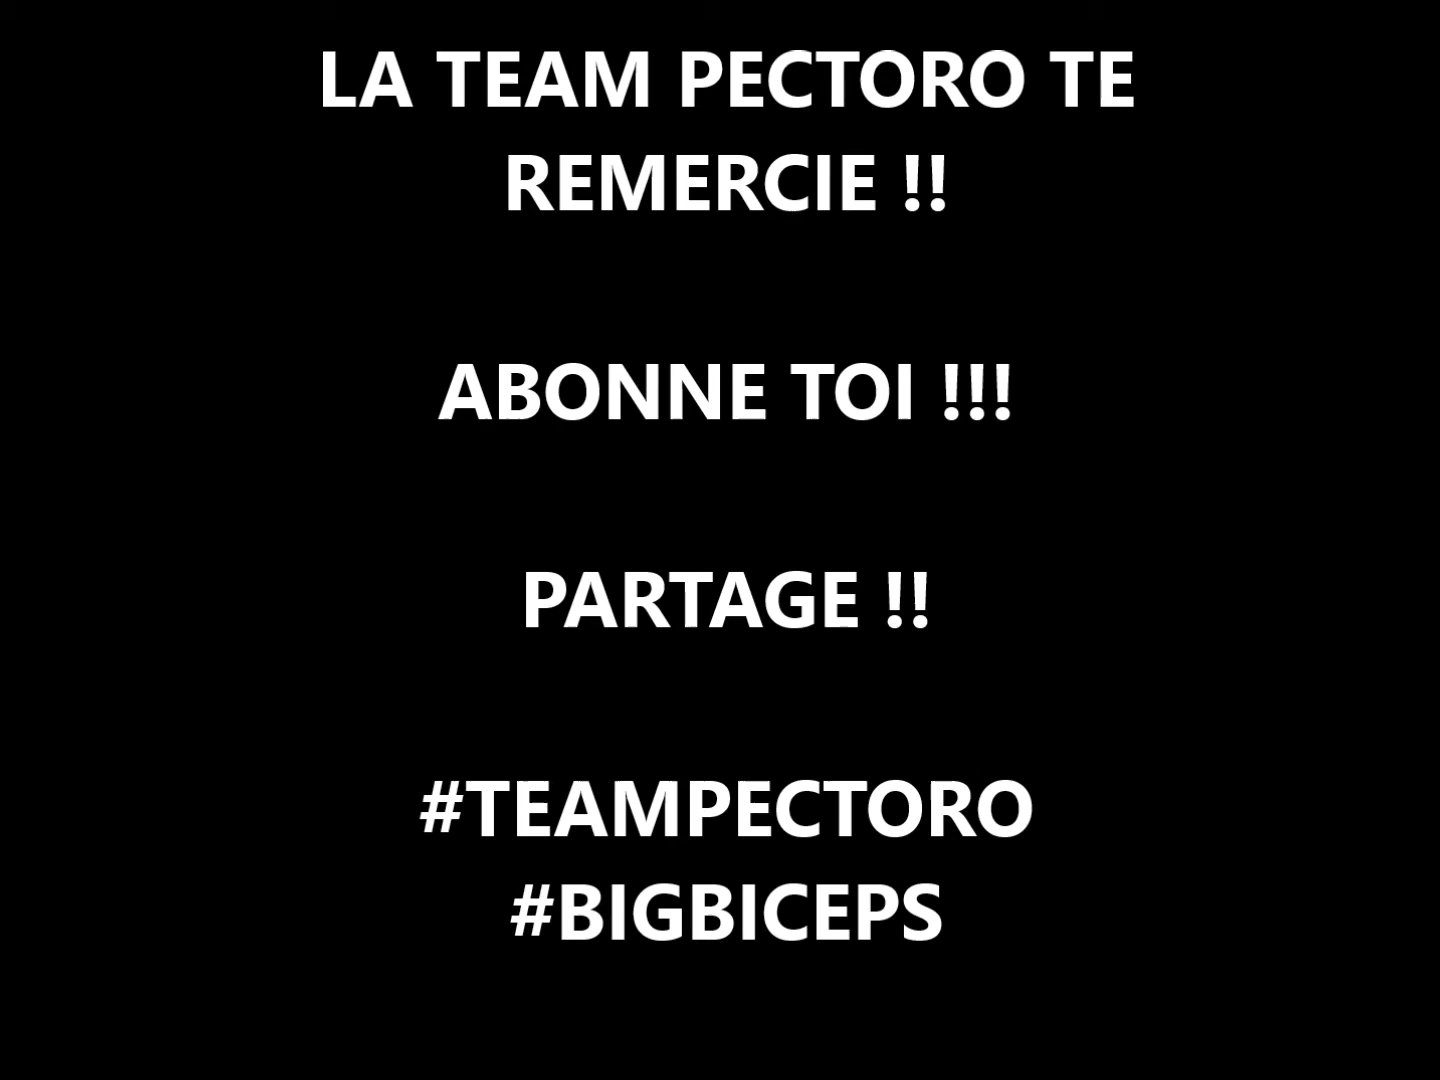 LA TEAM PECTORO TE
REMERCIE !!
ABONNE TOI !!!
PARTAGE !!
#TEAMPECTORO
#BIGBICEPS